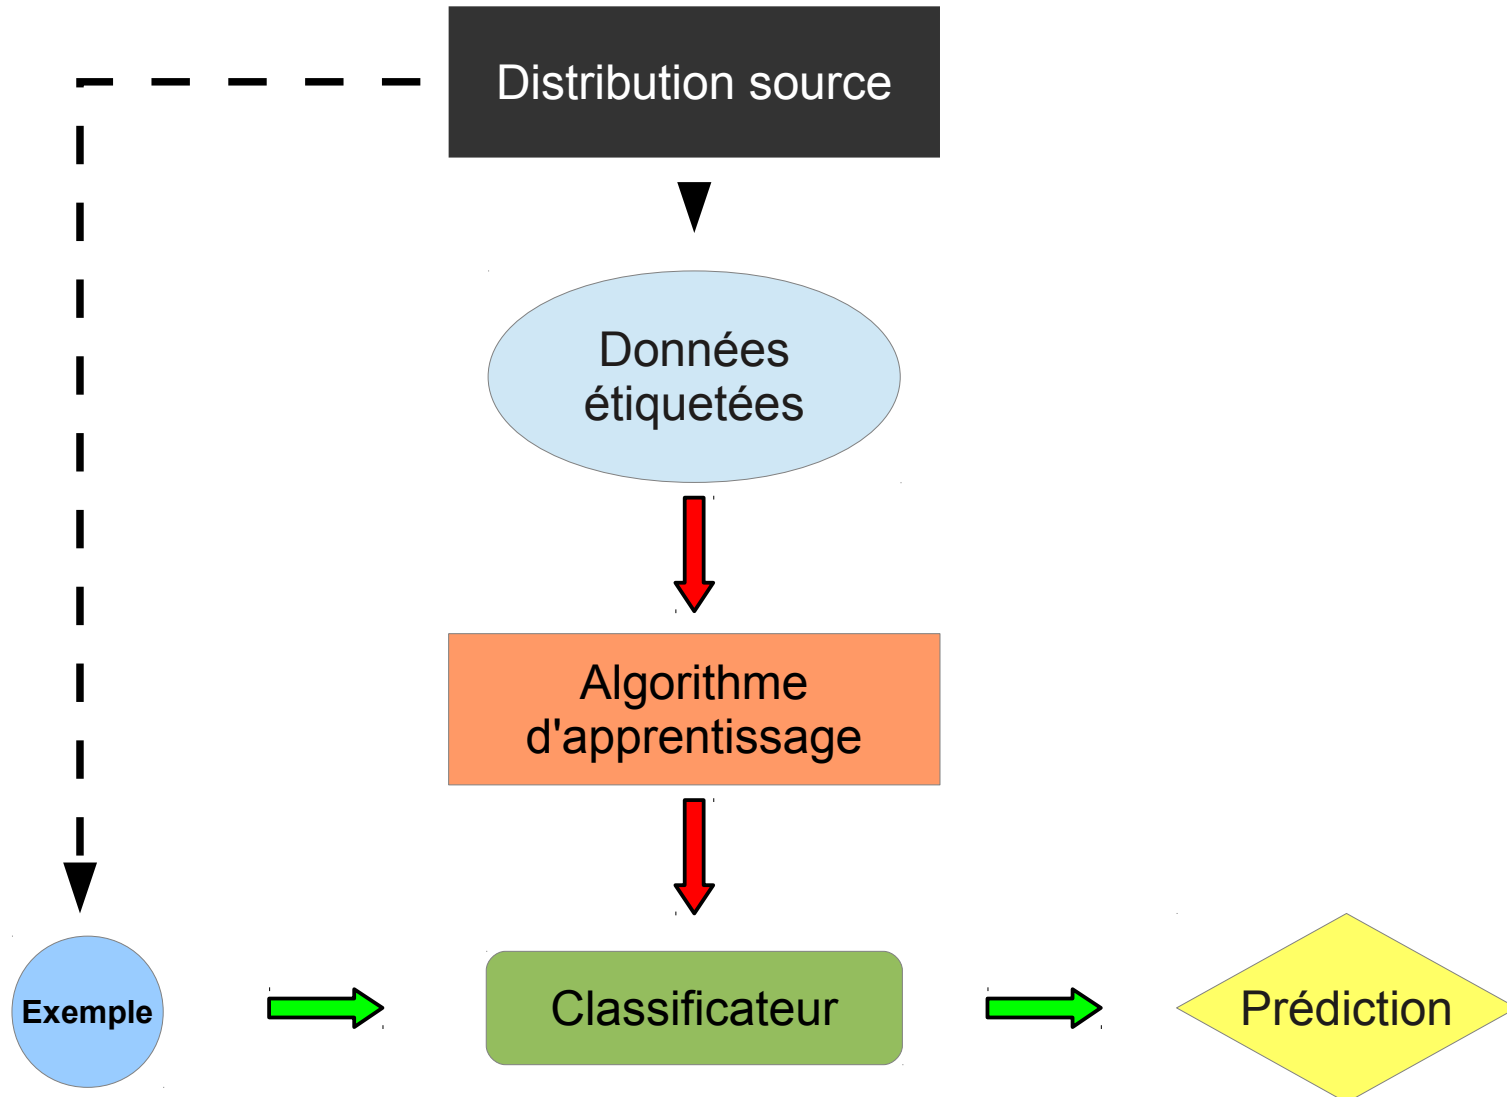 Distribution source
Données
étiquetées
Algorithme
d'apprentissage
Exemple
Classificateur
Prédiction